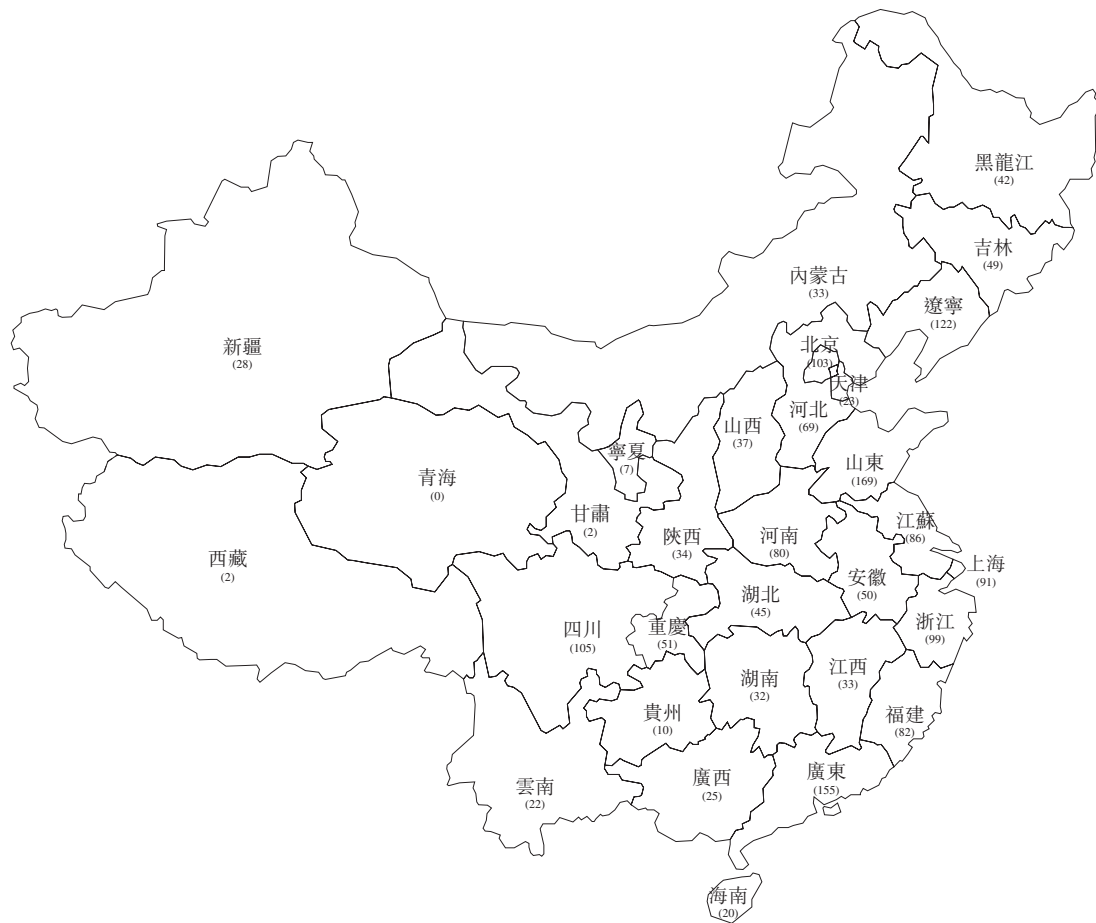 黑龍江
(42)
吉林
(49)
內蒙古
(33)
遼寧
(122)
新疆
(28)
北京
(103)
天津
(23)
河北
(69)
山西
(37)
寧夏
(7)
山東
(169)
青海
(0)
甘肅
(2)
陝西
(34)
河南
(80)
江蘇
(86)
西藏
(2)
上海
(91)
安徽
(50)
湖北
(45)
四川
(105)
重慶
(51)
浙江
(99)
湖南
(32)
江西
(33)
貴州
(10)
福建
(82)
雲南
(22)
廣西
(25)
廣東
(155)
海南
(20)